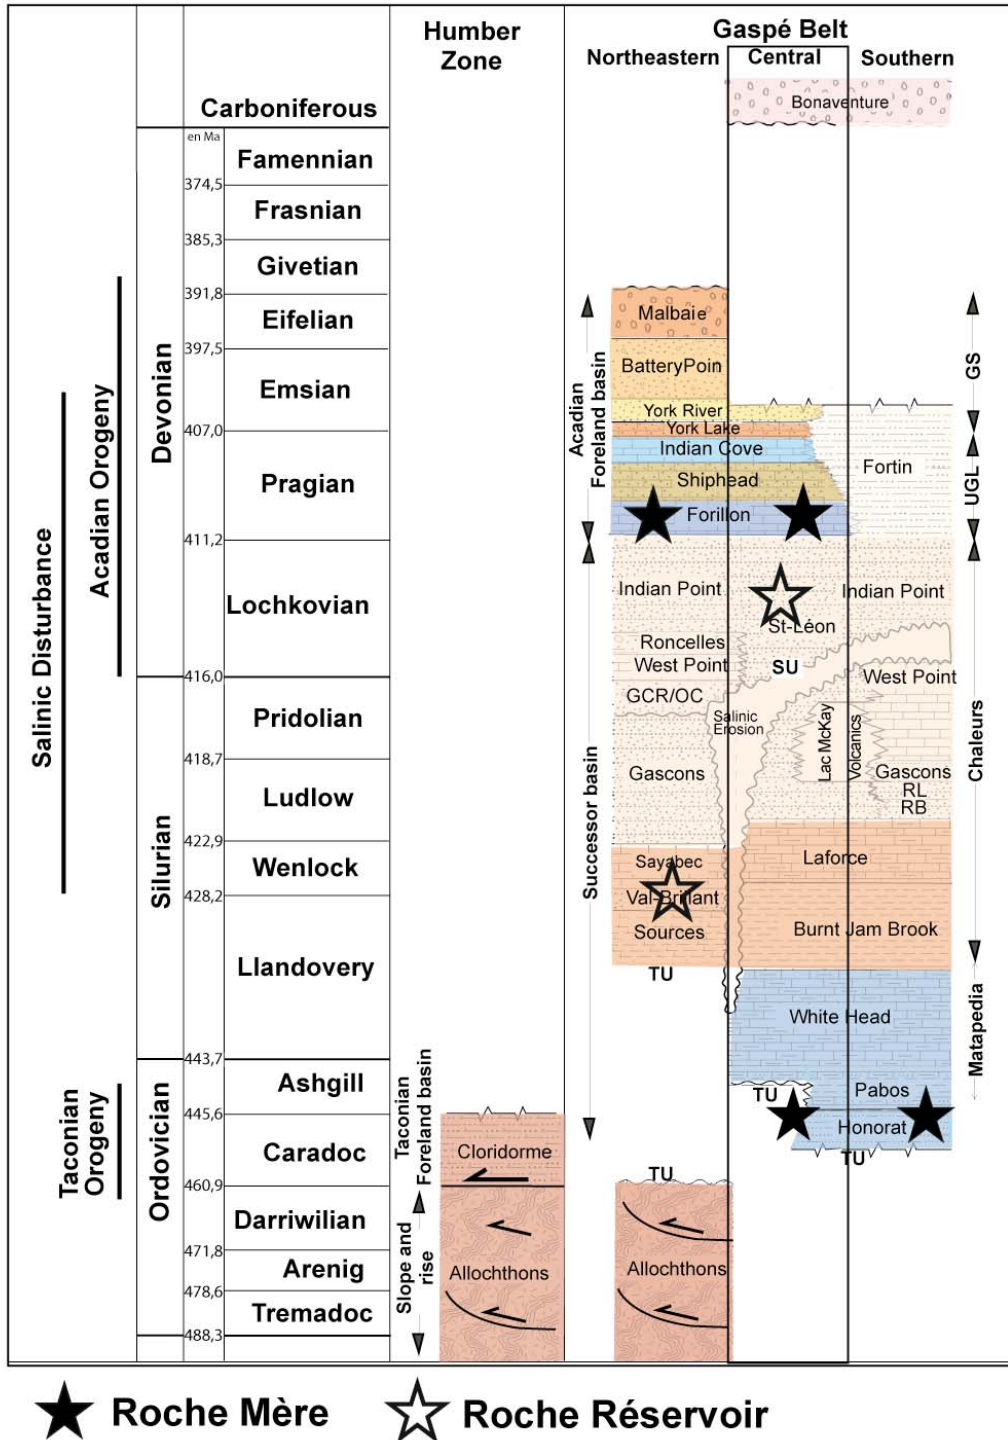 Humber
Zone
Gaspé Belt
Northeastern
Central
Southern
Bonaventure
Carboniferous
en Ma
Famennian
374,5
Frasnian
385,3
Givetian
391,8
Eifelian
397,5
Emsian
407,0
Pragian
411,2
Lochkovian
416,0
Pridolian
418,7
Ludlow
422,9
Wenlock
428,2
Llandovery
443,7
Ashgill
445,6
Caradoc
460,9
Darriwilian
471,8
Arenig
478,6
Tremadoc
488,3
Devonian
Silurian
Ordovician
Acadian Orogeny
Salinic Disturbance
Taconian
Orogeny
Taconian
Foreland basin
Slope and
rise
Cloridorme
Allochthons
Acadian
Foreland basin
Successor basin
Malbaie
BatteryPoin
York River
York Lake
Indian Cove
Shiphead
Forillon
Fortin
Indian Point
Indian Point
St-Léon
Roncelles
West Point
SU
West Point
GCR/OC
Salinic
Erosion
Lac McKay
Volcanics
Gascons
Gascons
RL
RB
Sayabec
Laforce
Val-Brillant
Sources
Burnt Jam Brook
TU
White Head
TU
Pabos
Honorat
TU
TU
Allochthons
GS
UGL
Chaleurs
Matapedia
Roche Mère
Roche Réservoir